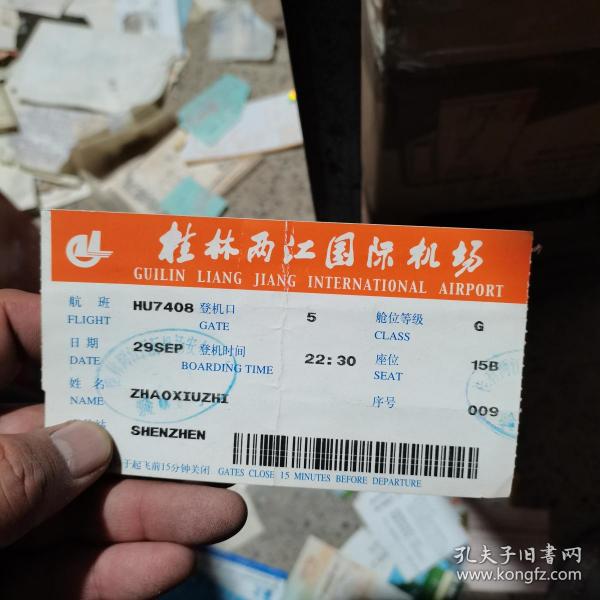 桂林两江国际机场
GUILIN LIANG JIANG INTERNATIONAL AIRPORT
航班 HU7408 登机口 5 舱位等级 G
FLIGHT GATE CLASS
日期 29SEP 登机时间 22:30 座位 15B
DATE BOARDING TIME SEAT
姓名 ZHAOXIUZHI 序号 009
NAME
SHENZHEN
于起飞前15分钟关闭 GATES CLOSE 15 MINUTES BEFORE DEPARTURE
孔夫子旧书网
www.kongfz.com